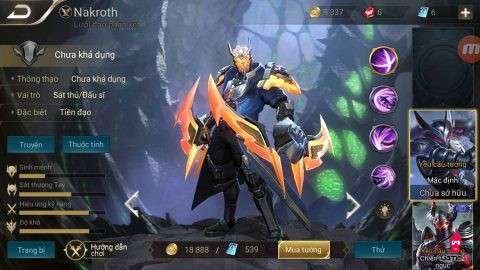 Nakroth
Lưỡi đao phán xử
337
6
6
Chưa khả dụng
• Thông thạo Chưa khả dụng
• Vai trò Sát thủ/Đấu sĩ
• Đặc biệt Tiền đạo
Truyện
Thuộc tính
Sinh mệnh
Sát thương Tay
Hiệu ứng kỹ năng
Độ khó
Yêu cầu tướng
Mặc định
Chưa sở hữu
Chiến
ngục
Trang bị
Hướng dẫn
chơi
18 888 / 539
Mua tướng
Thử